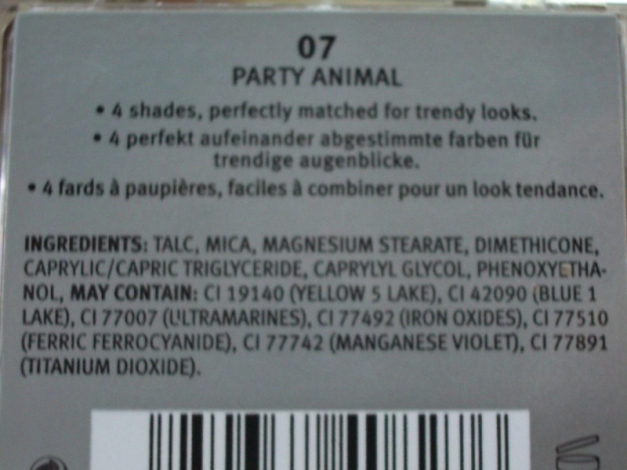 07
PARTY ANIMAL
• 4 shades, perfectly matched for trendy looks.
• 4 perfekt aufeinander abgestimmte farben für
trendige augenblicke.
• 4 fards à paupières, faciles à combiner pour un look tendance.
INGREDIENTS: TALC, MICA, MAGNESIUM STEARATE, DIMETHICONE,
CAPRYLIC/CAPRIC TRIGLYCERIDE, CAPRYLYL GLYCOL, PHENOXYETHA-
NOL, MAY CONTAIN: CI 19140 (YELLOW 5 LAKE), CI 42090 (BLUE 1
LAKE), CI 77007 (ULTRAMARINES), CI 77492 (IRON OXIDES), CI 77510
(FERRIC FERROCYANIDE), CI 77742 (MANGANESE VIOLET), CI 77891
(TITANIUM DIOXIDE).